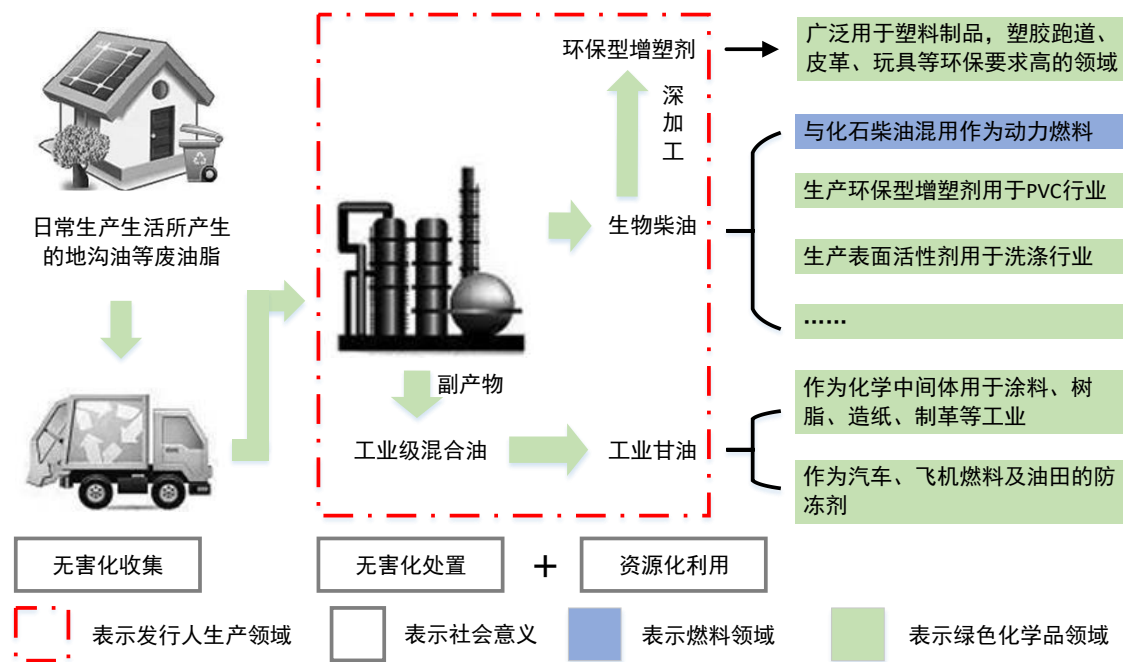 日常生产生活所产生
的地沟油等废油脂
环保型增塑剂
深
加
工
生物柴油
副产物
工业级混合油
工业甘油
广泛用于塑料制品，塑胶跑道、
皮革、玩具等环保要求高的领域
与化石柴油混用作为动力燃料
生产环保型增塑剂用于PVC行业
生产表面活性剂用于洗涤行业
……
作为化学中间体用于涂料、树
脂、造纸、制革等工业
作为汽车、飞机燃料及油田的防
冻剂
无害化收集
无害化处置
+
资源化利用
表示发行人生产领域
表示社会意义
表示燃料领域
表示绿色化学品领域